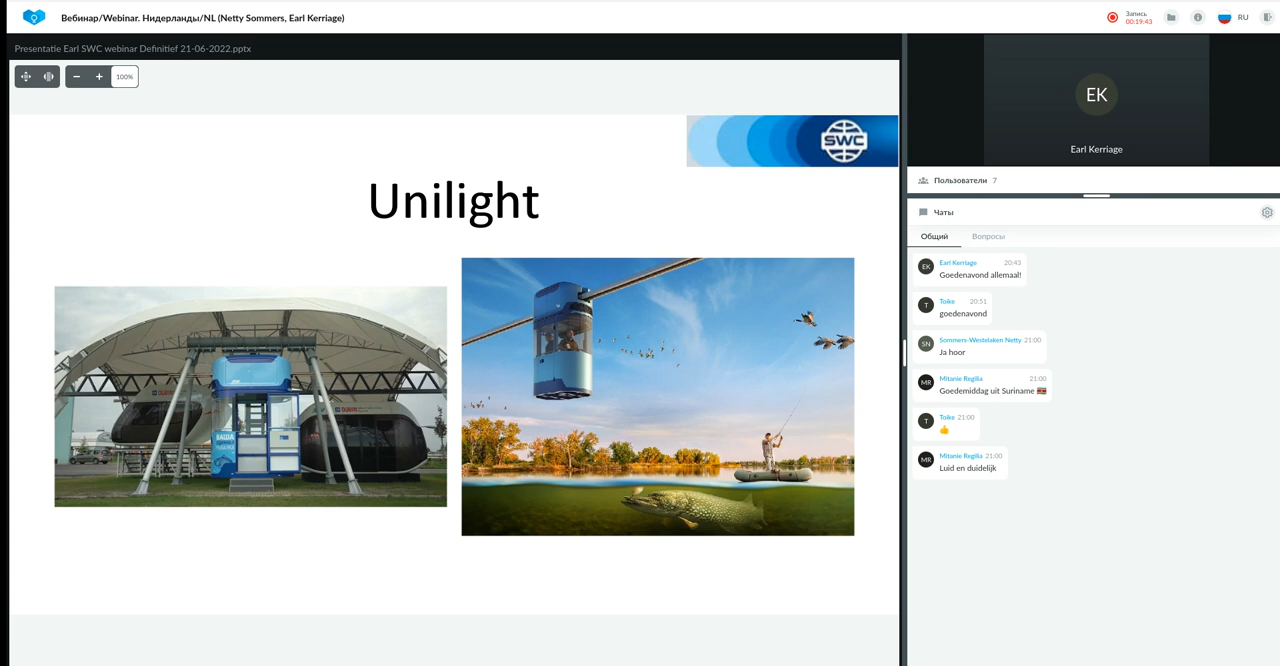 Вебинар/Webinar. Нидерланды/NL (Netty Sommers, Earl Kerriage)
Запись
00:19:43
RU
Presentatie Earl SWC webinar Definitief 21-06-2022.pptx
100%
SWC
Unilight
EK
Earl Kerriage
Пользователи 7
Чаты
Общий
Вопросы
EK
Earl Kerriage 20:43
Goedenavond allemaal!
T
Toike 20:51
goedenavond
SN
Sommers-Westelaken Netty 21:00
Ja hoor
MR
Mitanie Regilia 21:00
Goedemiddag uit Suriname 🇸🇷
T
Toike 21:00
👍
MR
Mitanie Regilia 21:00
Luid en duidelijk